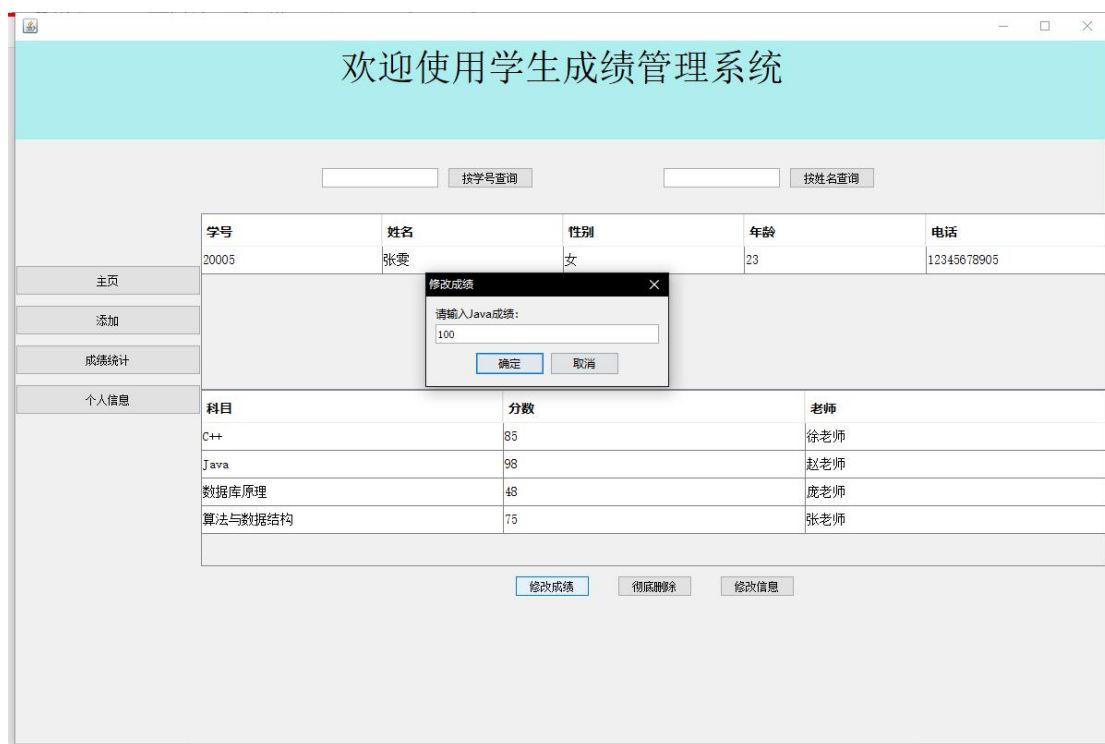 欢迎使用学生成绩管理系统
按学号查询 按姓名查询
学号 姓名 性别 年龄 电话
20005 张雯 女 23 12345678905
主页
添加
成绩统计
个人信息
修改成绩
请输入Java成绩:
100
确定 取消
科目 分数 老师
C++ 85 徐老师
Java 98 赵老师
数据库原理 48 庞老师
算法与数据结构 75 张老师
修改成绩 彻底删除 修改信息